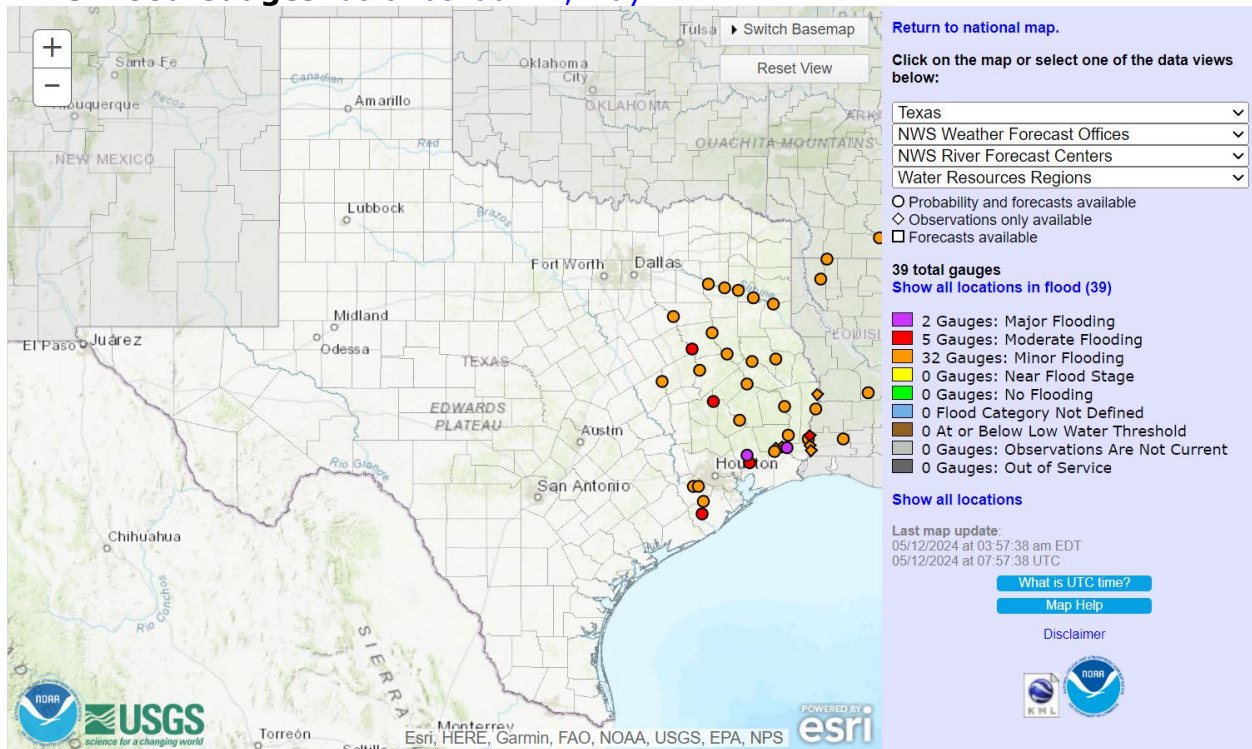 Tulsa
Switch Basemap
Reset View
+
−
Santa Fe
Oklahoma
City
Canadian
Amarillo
OKLAHOMA
Pecos
Red
OUACHITA MOUNTAINS
NEW MEXICO
Lubbock
Brazos
Fort Worth
Dallas
Sabine
Midland
El Paso
Juárez
Odessa
TEXAS
EDWARDS
PLATEAU
Austin
Rio Grande
Houston
San Antonio
Chihuahua
Rio Conchos
SIERRA
Torreón
Monterrey
NOAA
USGS
science for a changing world
Esri, HERE, Garmin, FAO, NOAA, USGS, EPA, NPS
POWERED BY
esri
Return to national map.
Click on the map or select one of the data views
below:
Texas
NWS Weather Forecast Offices
NWS River Forecast Centers
Water Resources Regions
Probability and forecasts available
Observations only available
Forecasts available
39 total gauges
Show all locations in flood (39)
2 Gauges: Major Flooding
5 Gauges: Moderate Flooding
32 Gauges: Minor Flooding
0 Gauges: Near Flood Stage
0 Gauges: No Flooding
0 Flood Category Not Defined
0 At or Below Low Water Threshold
0 Gauges: Observations Are Not Current
0 Gauges: Out of Service
Show all locations
Last map update:
05/12/2024 at 03:57:38 am EDT
05/12/2024 at 07:57:38 UTC
What is UTC time?
Map Help
Disclaimer
KML
NOAA